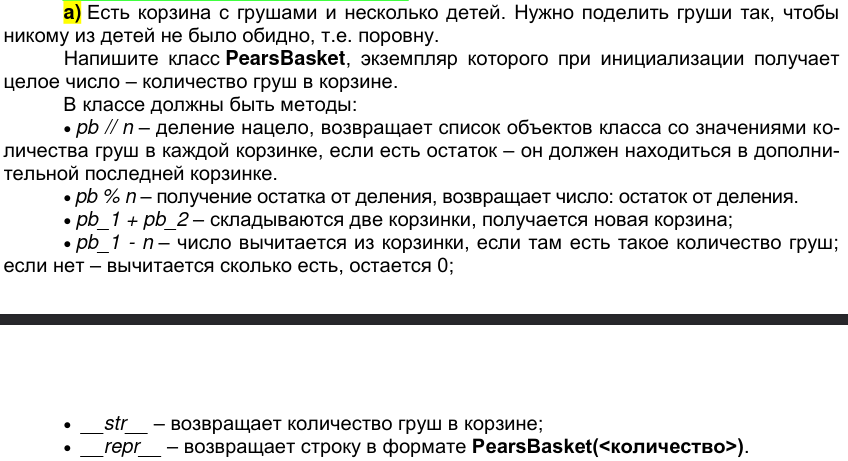 а) Есть корзина с грушами и несколько детей. Нужно поделить груши так, чтобы
никому из детей не было обидно, т.е. поровну.
Напишите класс PearsBasket, экземпляр которого при инициализации получает
целое число – количество груш в корзине.
В классе должны быть методы:
• pb // n – деление нацело, возвращает список объектов класса со значениями ко-
личества груш в каждой корзинке, если есть остаток – он должен находиться в дополни-
тельной последней корзинке.
• pb % n – получение остатка от деления, возвращает число: остаток от деления.
• pb_1 + pb_2 – складываются две корзинки, получается новая корзина;
• pb_1 - n – число вычитается из корзинки, если там есть такое количество груш;
если нет – вычитается сколько есть, остается 0;
• __str__ – возвращает количество груш в корзине;
• __repr__ – возвращает строку в формате PearsBasket(<количество>).